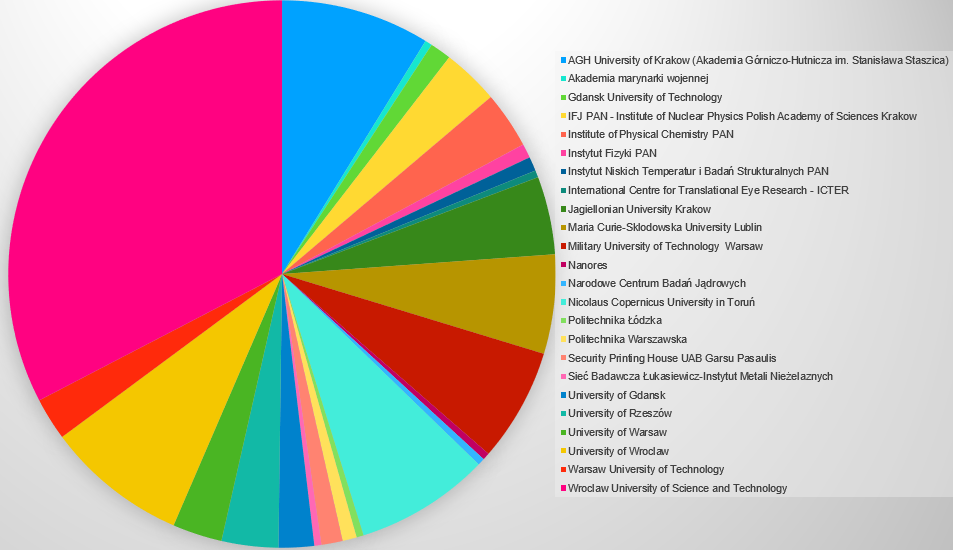 AGH University of Krakow (Akademia Górniczo-Hutnicza im. Stanisława Staszica)
Akademia marynarki wojennej
Gdansk University of Technology
IFJ PAN - Institute of Nuclear Physics Polish Academy of Sciences Krakow
Institute of Physical Chemistry PAN
Instytut Fizyki PAN
Instytut Niskich Temperatur i Badań Strukturalnych PAN
International Centre for Translational Eye Research - ICTER
Jagiellonian University Krakow
Maria Curie-Sklodowska University Lublin
Military University of Technology Warsaw
Nanores
Narodowe Centrum Badań Jądrowych
Nicolaus Copernicus University in Toruń
Politechnika Łódzka
Politechnika Warszawska
Security Printing House UAB Garsu Pasaulis
Sieć Badawcza Łukasiewicz-Instytut Metali Nieżelaznych
University of Gdansk
University of Rzeszów
University of Warsaw
University of Wroclaw
Warsaw University of Technology
Wroclaw University of Science and Technology